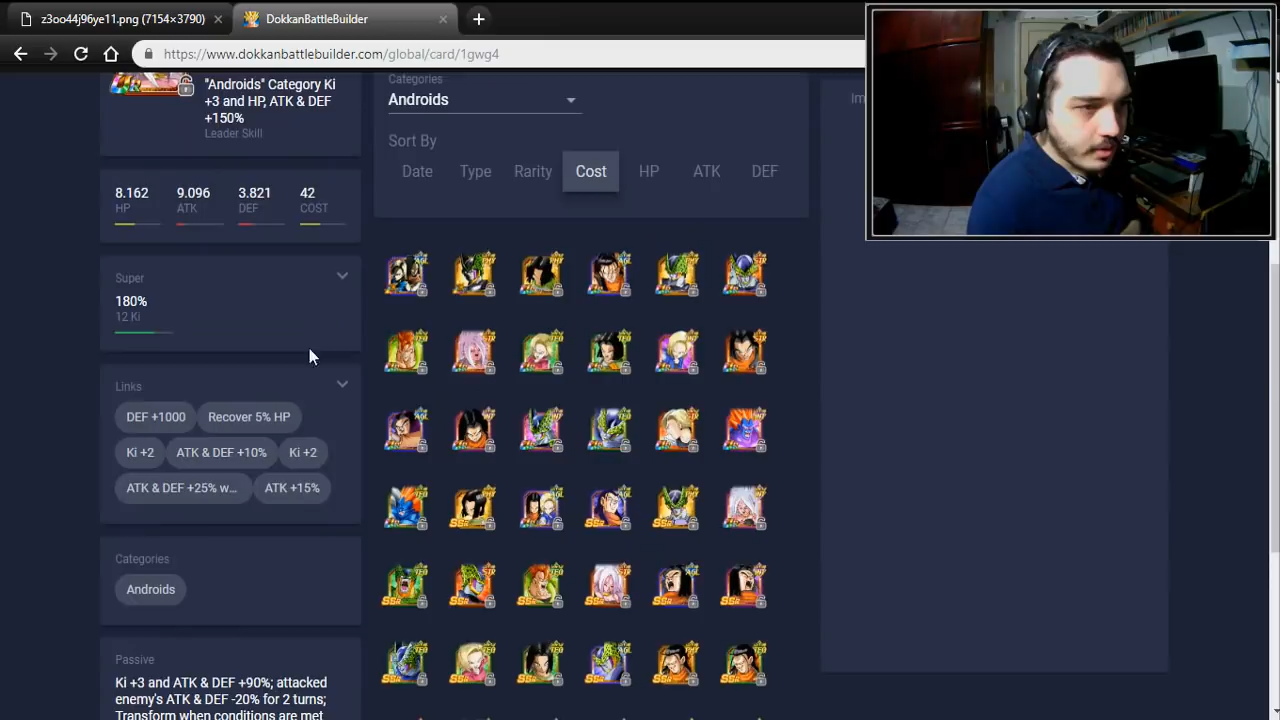 z3oo44j96ye11.png (7154×3790)
DokkanBattleBuilder
https://www.dokkanbattlebuilder.com/global/card/1gwg4
"Androids" Category Ki
+3 and HP, ATK & DEF
+150%
Leader Skill
8.162 9.096 3.821 42
HP ATK DEF COST
Super
180%
12 Ki
Links
DEF +1000 Recover 5% HP
Ki +2 ATK & DEF +10% Ki +2
ATK & DEF +25% w... ATK +15%
Categories
Androids
Passive
Ki +3 and ATK & DEF +90%; attacked
enemy's ATK & DEF -20% for 2 turns;
Transform when conditions are met
Categories
Androids
Sort By
Date Type Rarity Cost HP ATK DEF
Im